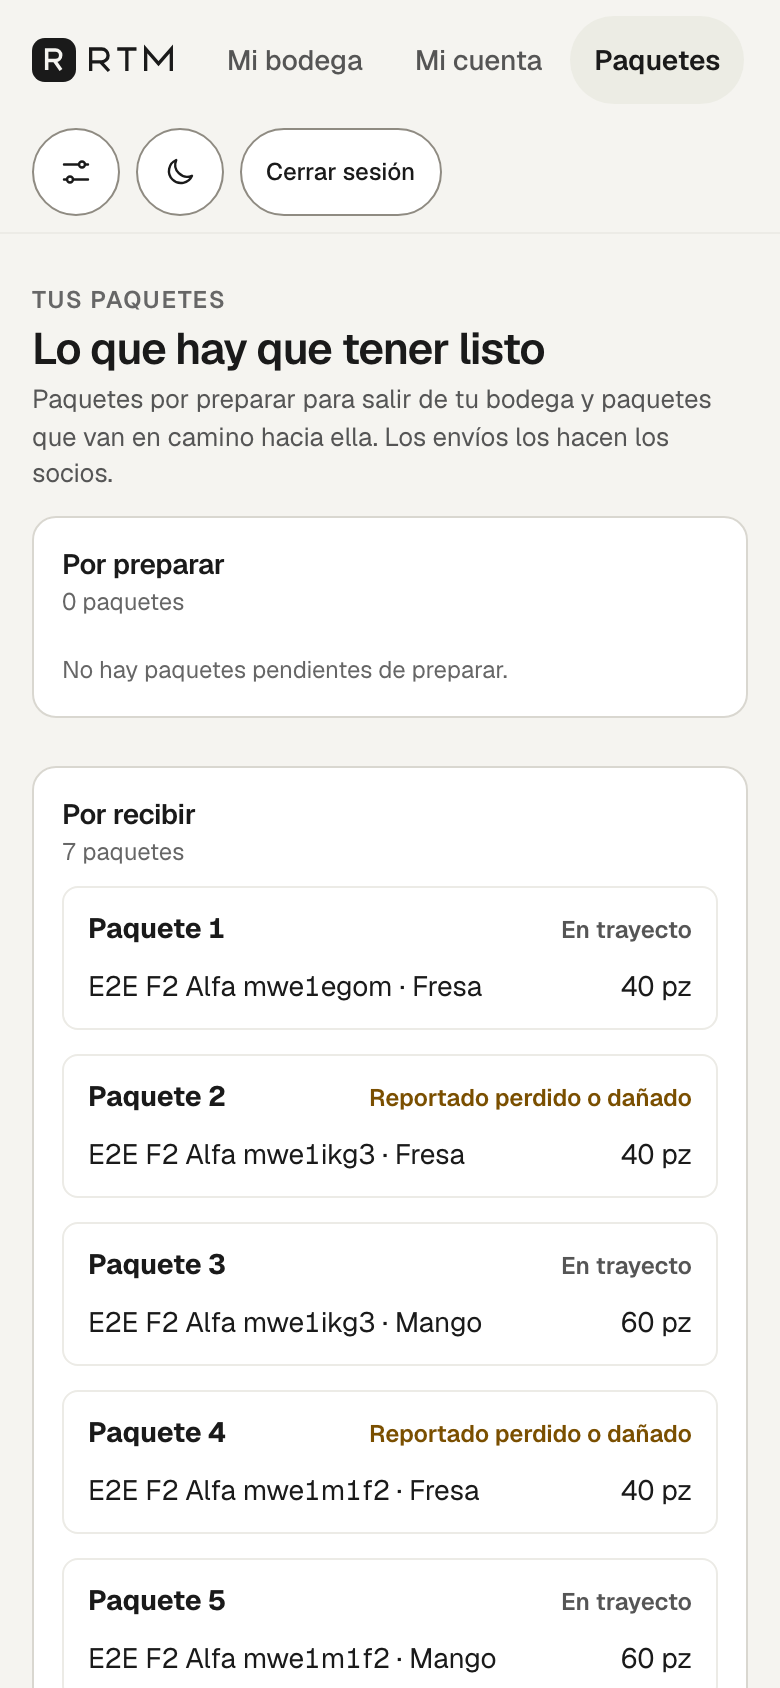 R RTM Mi bodega Mi cuenta Paquetes
Cerrar sesión
TUS PAQUETES
Lo que hay que tener listo
Paquetes por preparar para salir de tu bodega y paquetes
que van en camino hacia ella. Los envíos los hacen los
socios.
Por preparar
0 paquetes
No hay paquetes pendientes de preparar.
Por recibir
7 paquetes
Paquete 1 En trayecto
E2E F2 Alfa mwe1egom · Fresa 40 pz
Paquete 2 Reportado perdido o dañado
E2E F2 Alfa mwe1ikg3 · Fresa 40 pz
Paquete 3 En trayecto
E2E F2 Alfa mwe1ikg3 · Mango 60 pz
Paquete 4 Reportado perdido o dañado
E2E F2 Alfa mwe1m1f2 · Fresa 40 pz
Paquete 5 En trayecto
E2E F2 Alfa mwe1m1f2 · Mango 60 pz